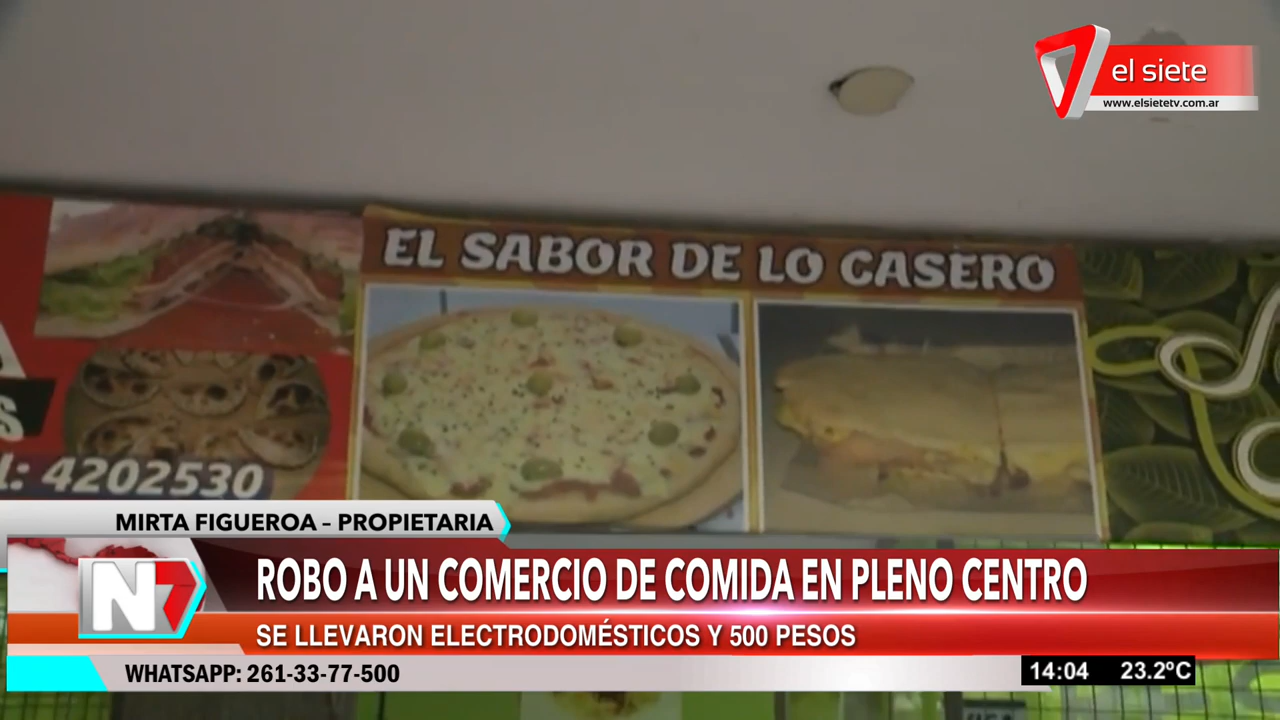 el siete
www.elsietetv.com.ar
EL SABOR DE LO CASERO
: 4202530
MIRTA FIGUEROA – PROPIETARIA
N7
ROBO A UN COMERCIO DE COMIDA EN PLENO CENTRO
SE LLEVARON ELECTRODOMÉSTICOS Y 500 PESOS
WHATSAPP: 261-33-77-500
14:04 23.2°C